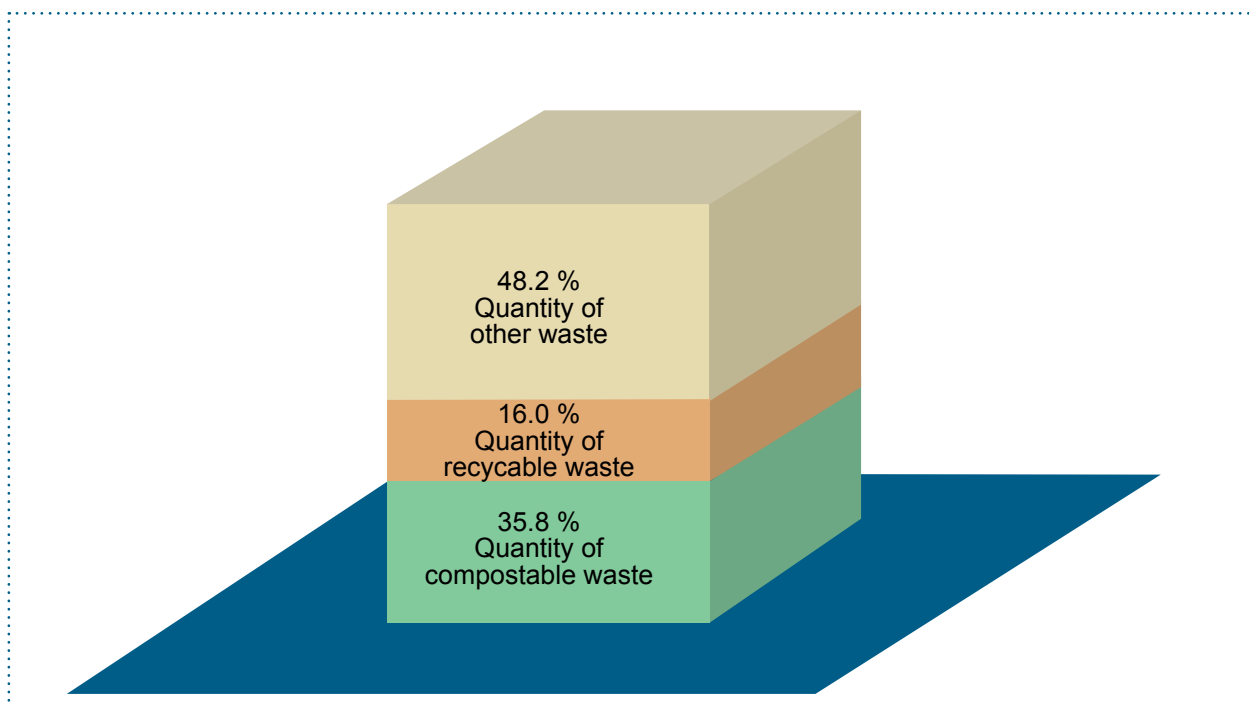 48.2 %
Quantity of
other waste
16.0 %
Quantity of
recycable waste
35.8 %
Quantity of
compostable waste